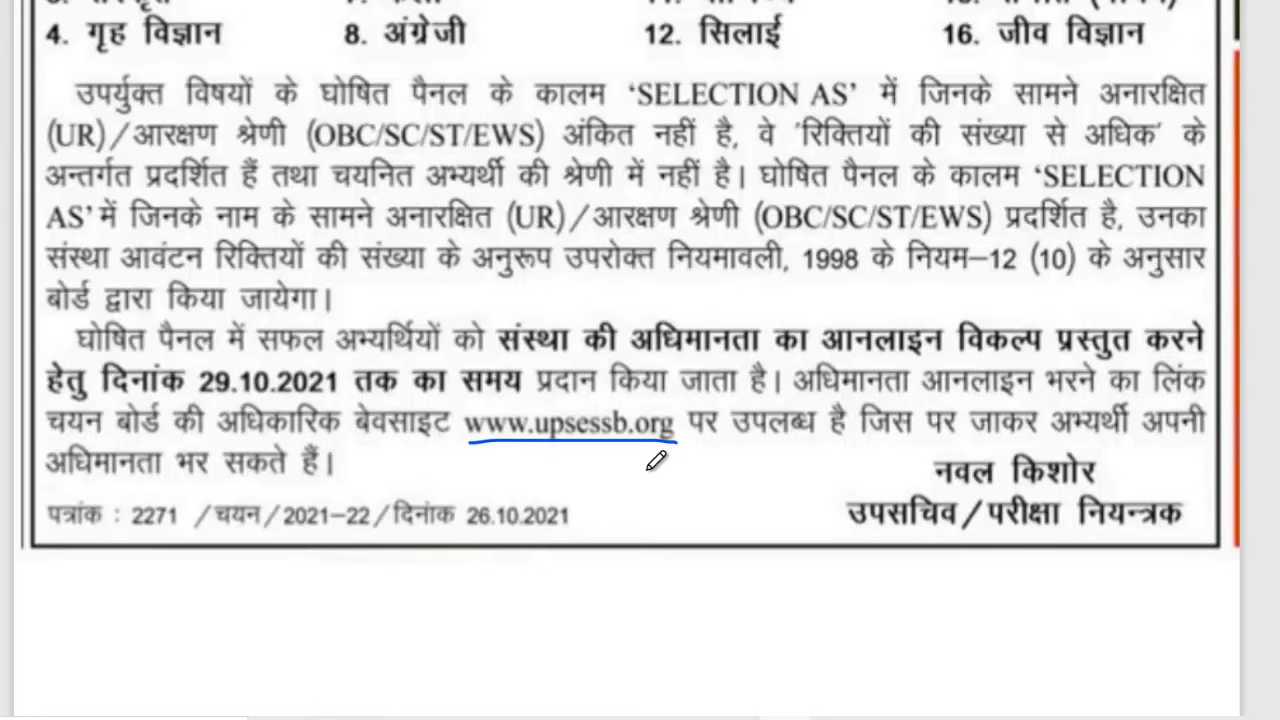 4. गृह विज्ञान 8. अंग्रेजी 12. सिलाई 16. जीव विज्ञान
उपर्युक्त विषयों के घोषित पैनल के कालम ‘SELECTION AS’ में जिनके सामने अनारक्षित
(UR)/आरक्षण श्रेणी (OBC/SC/ST/EWS) अंकित नहीं है, वे ‘रिक्तियों की संख्या से अधिक’ के
अन्तर्गत प्रदर्शित हैं तथा चयनित अभ्यर्थी की श्रेणी में नहीं है। घोषित पैनल के कालम ‘SELECTION
AS’ में जिनके नाम के सामने अनारक्षित (UR)/आरक्षण श्रेणी (OBC/SC/ST/EWS) प्रदर्शित है, उनका
संस्था आवंटन रिक्तियों की संख्या के अनुरूप उपरोक्त नियमावली, 1998 के नियम–12 (10) के अनुसार
बोर्ड द्वारा किया जायेगा।
घोषित पैनल में सफल अभ्यर्थियों को संस्था की अधिमानता का आनलाइन विकल्प प्रस्तुत करने
हेतु दिनांक 29.10.2021 तक का समय प्रदान किया जाता है। अधिमानता आनलाइन भरने का लिंक
चयन बोर्ड की अधिकारिक बेवसाइट www.upsessb.org पर उपलब्ध है जिस पर जाकर अभ्यर्थी अपनी
अधिमानता भर सकते हैं।
नवल किशोर
पत्रांक : 2271 /चयन/2021–22/दिनांक 26.10.2021 उपसचिव/परीक्षा नियन्त्रक